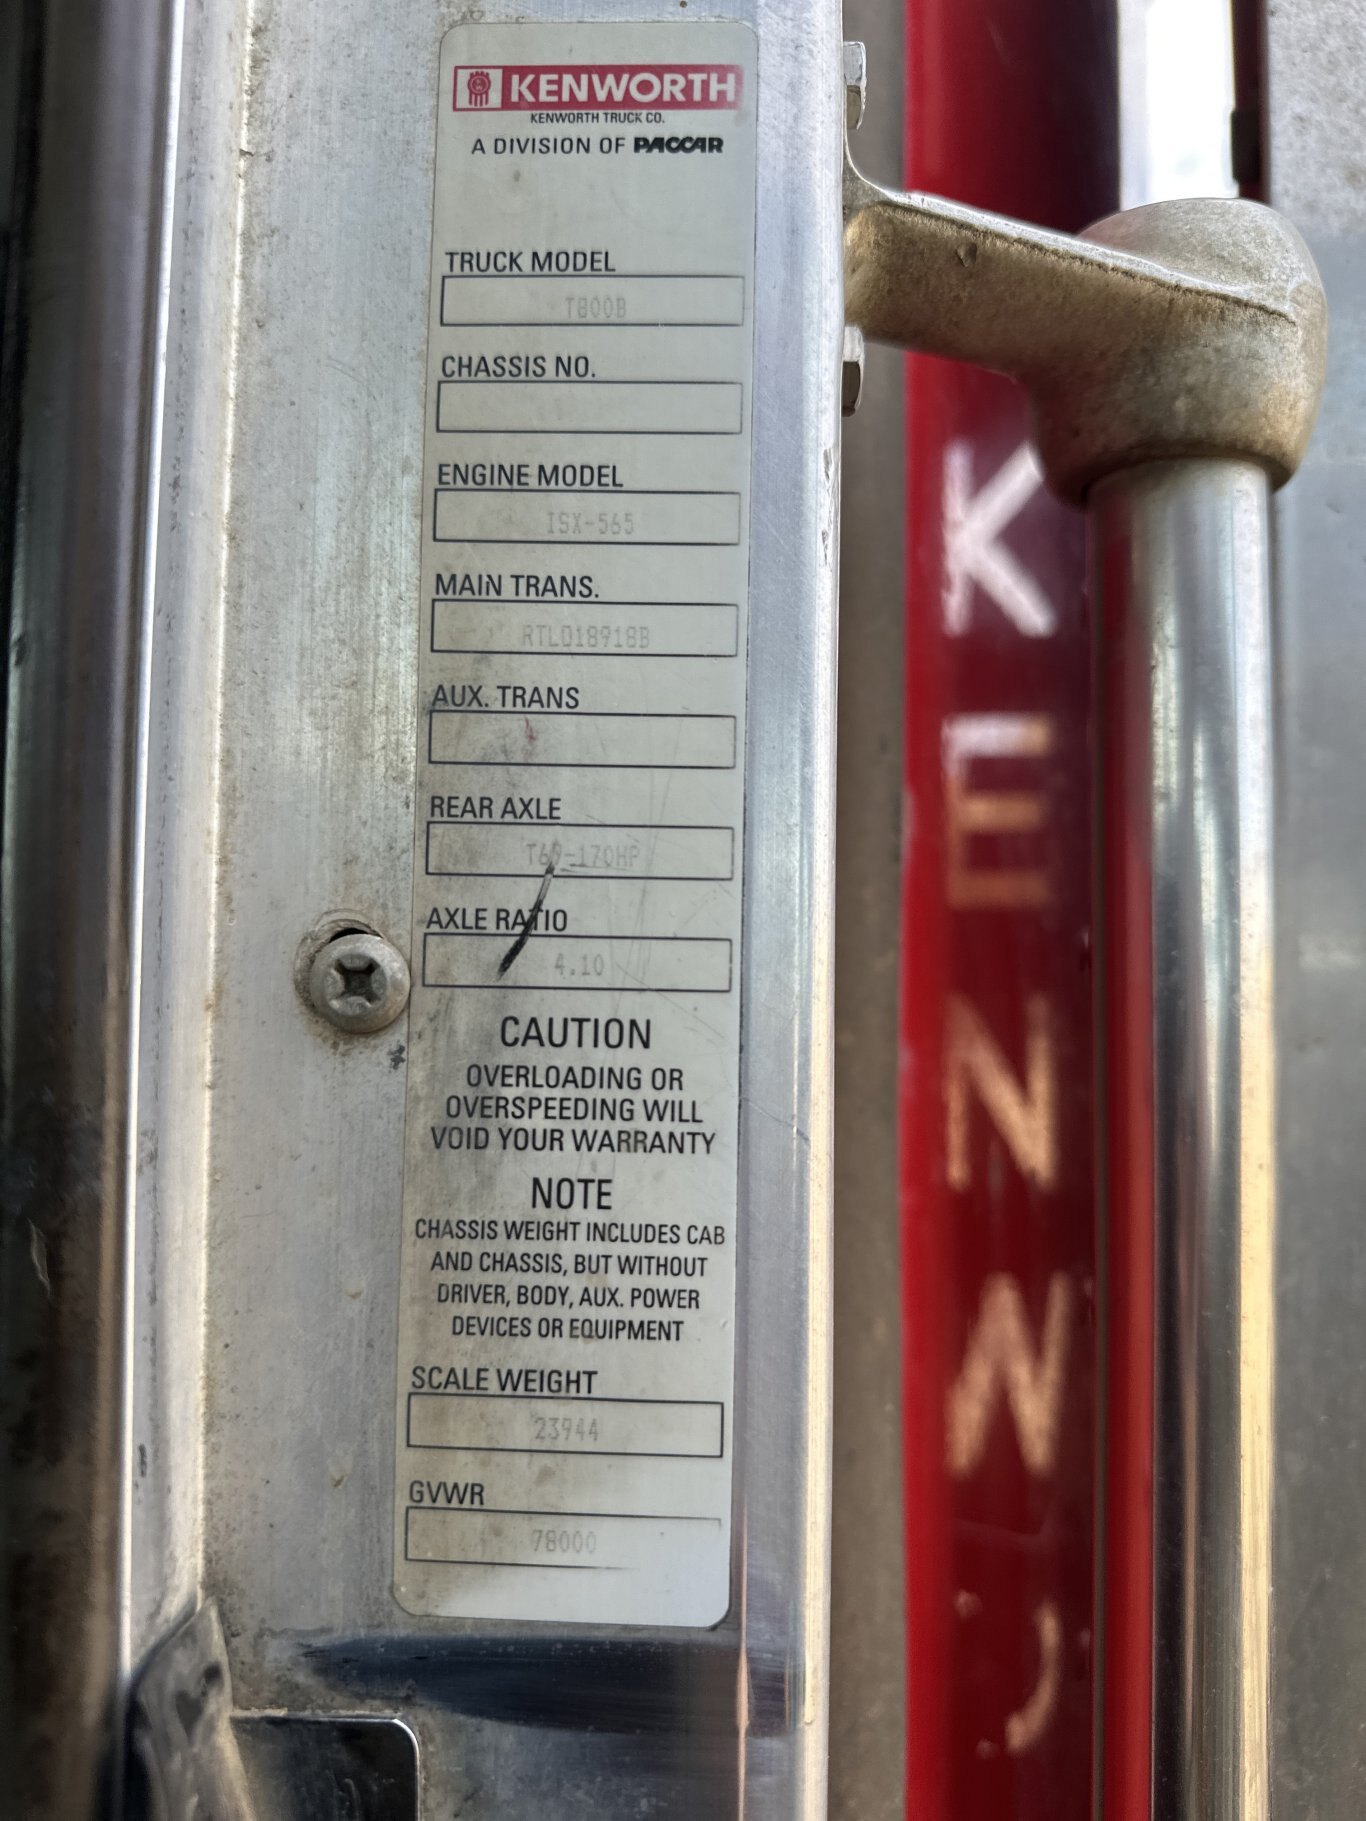 KENWORTH
KENWORTH TRUCK CO.
A DIVISION OF PACCAR
TRUCK MODEL
T800B
CHASSIS NO.
ENGINE MODEL
ISX-565
MAIN TRANS.
RTLO18918B
AUX. TRANS
REAR AXLE
T69-170HP
AXLE RATIO
4.10
CAUTION
OVERLOADING OR
OVERSPEEDING WILL
VOID YOUR WARRANTY
NOTE
CHASSIS WEIGHT INCLUDES CAB
AND CHASSIS, BUT WITHOUT
DRIVER, BODY, AUX. POWER
DEVICES OR EQUIPMENT
SCALE WEIGHT
23944
GVWR
78000
K
E
N
W